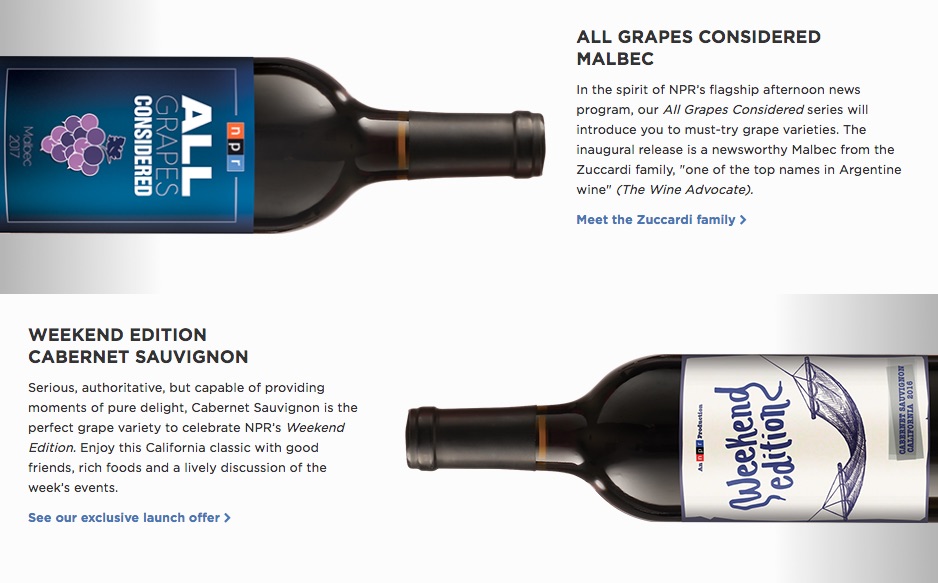 ALL GRAPES CONSIDERED
MALBEC
In the spirit of NPR's flagship afternoon news
program, our All Grapes Considered series will
introduce you to must-try grape varieties. The
inaugural release is a newsworthy Malbec from the
Zuccardi family, "one of the top names in Argentine
wine" (The Wine Advocate).
Meet the Zuccardi family
n p r
ALL
GRAPES
CONSIDERED
Malbec
2017
WEEKEND EDITION
CABERNET SAUVIGNON
Serious, authoritative, but capable of providing
moments of pure delight, Cabernet Sauvignon is the
perfect grape variety to celebrate NPR's Weekend
Edition. Enjoy this California classic with good
friends, rich foods and a lively discussion of the
week's events.
See our exclusive launch offer
An n p r Production
Weekend
edition
CABERNET SAUVIGNON
CALIFORNIA 2016